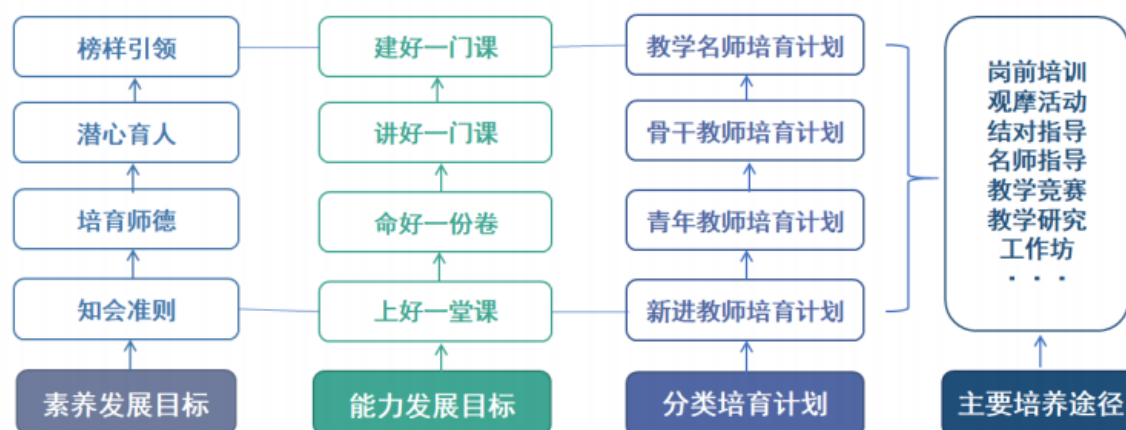 榜样引领
建好一门课
教学名师培育计划
潜心育人
讲好一门课
骨干教师培育计划
培育师德
命好一份卷
青年教师培育计划
知会准则
上好一堂课
新进教师培育计划
岗前培训
观摩活动
结对指导
名师指导
教学竞赛
教学研究
工作坊
· · ·
素养发展目标
能力发展目标
分类培育计划
主要培养途径